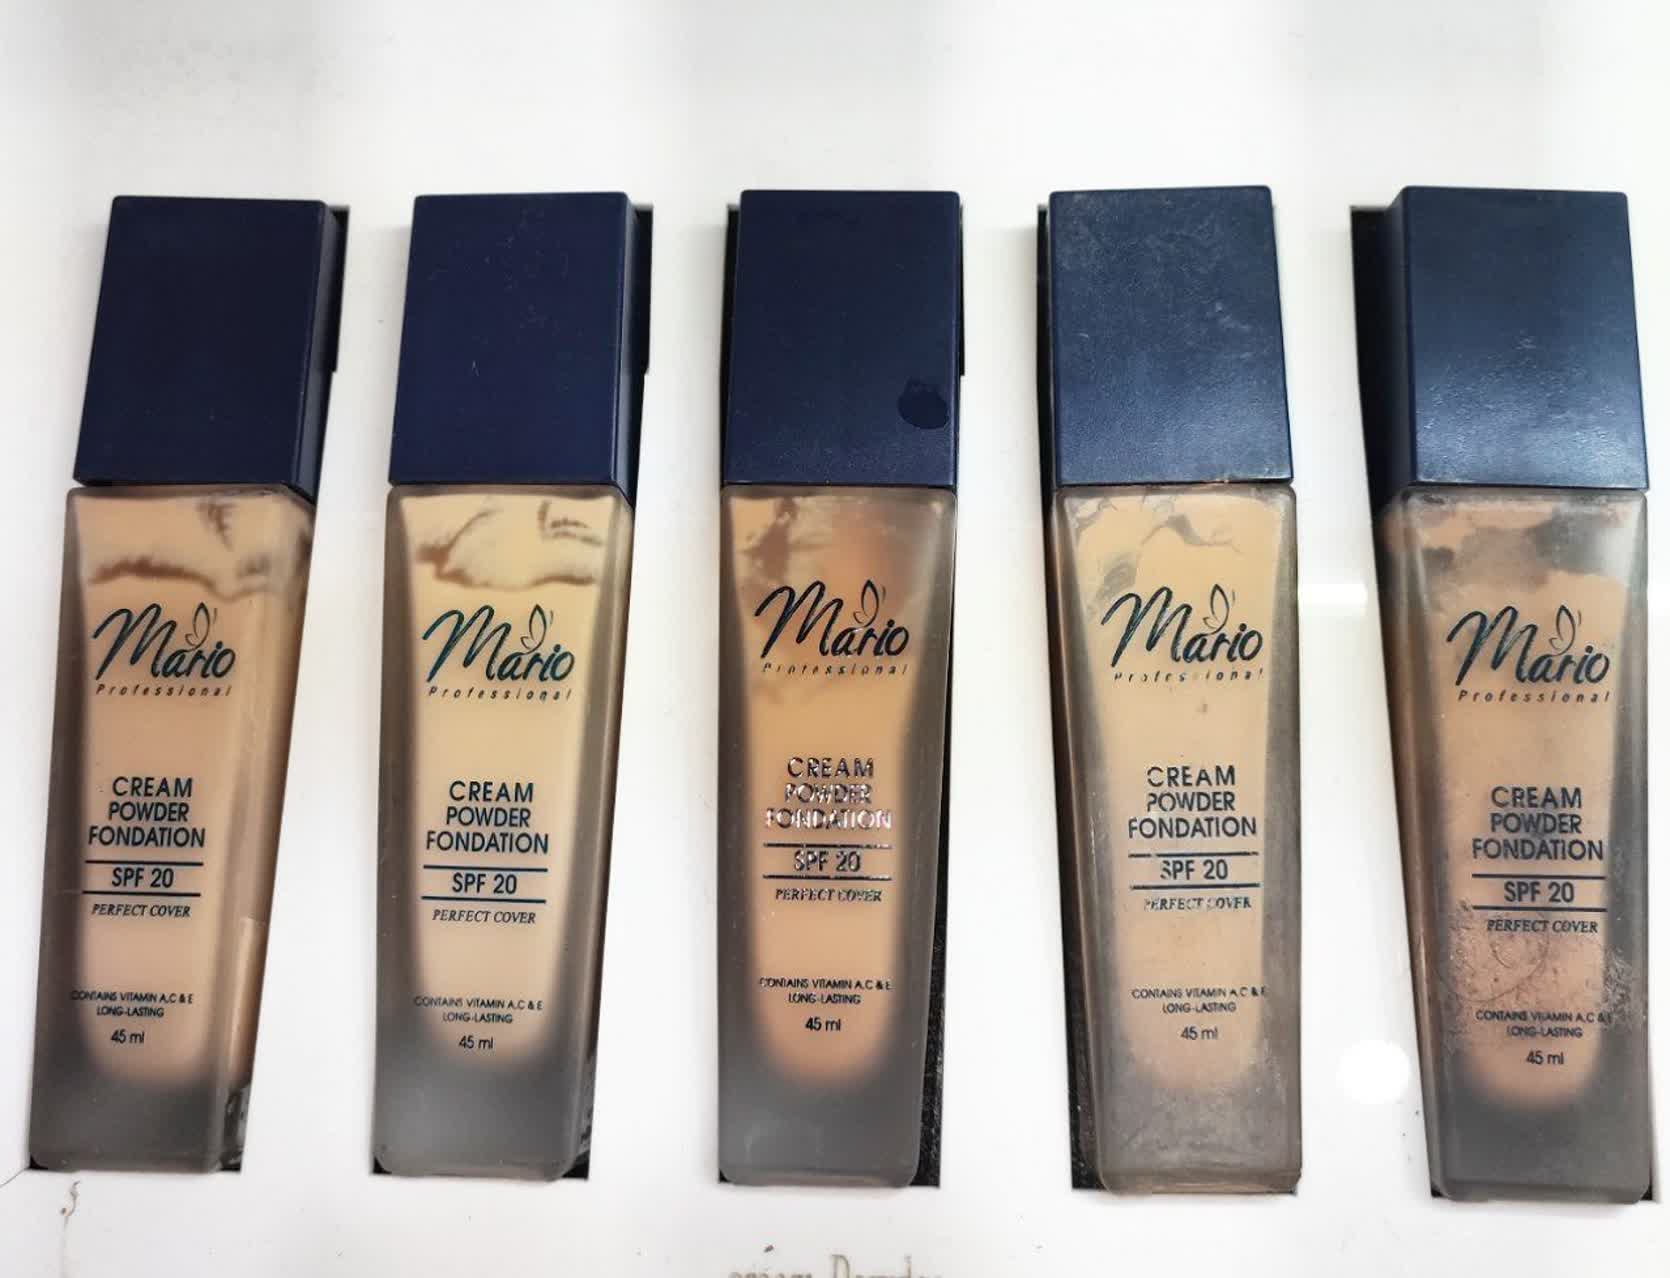 Mario
Professional
CREAM
POWDER
FONDATION
SPF 20
PERFECT COVER
CONTAINS VITAMIN A,C & E
LONG-LASTING
45 ml
Mario
Professional
CREAM
POWDER
FONDATION
SPF 20
PERFECT COVER
CONTAINS VITAMIN A,C & E
LONG-LASTING
45 ml
Mario
Professional
CREAM
POWDER
FONDATION
SPF 20
PERFECT COVER
CONTAINS VITAMIN A,C & E
LONG-LASTING
45 ml
Mario
Professional
CREAM
POWDER
FONDATION
SPF 20
PERFECT COVER
CONTAINS VITAMIN A,C & E
LONG-LASTING
45 ml
Mario
Professional
CREAM
POWDER
FONDATION
SPF 20
PERFECT COVER
CONTAINS VITAMIN A,C & E
LONG-LASTING
45 ml